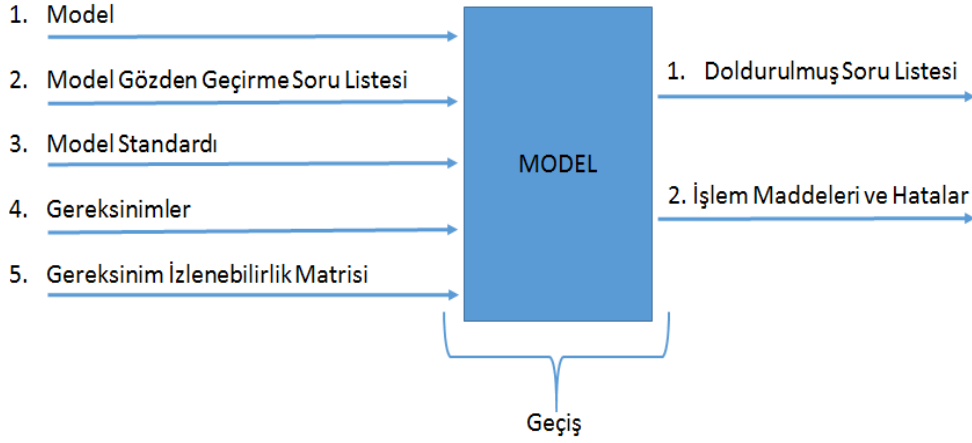 1. Model
2. Model Gözden Geçirme Soru Listesi
3. Model Standardı
4. Gereksinimler
5. Gereksinim İzlenebilirlik Matrisi
MODEL
1. Doldurulmuş Soru Listesi
2. İşlem Maddeleri ve Hatalar
Geçiş